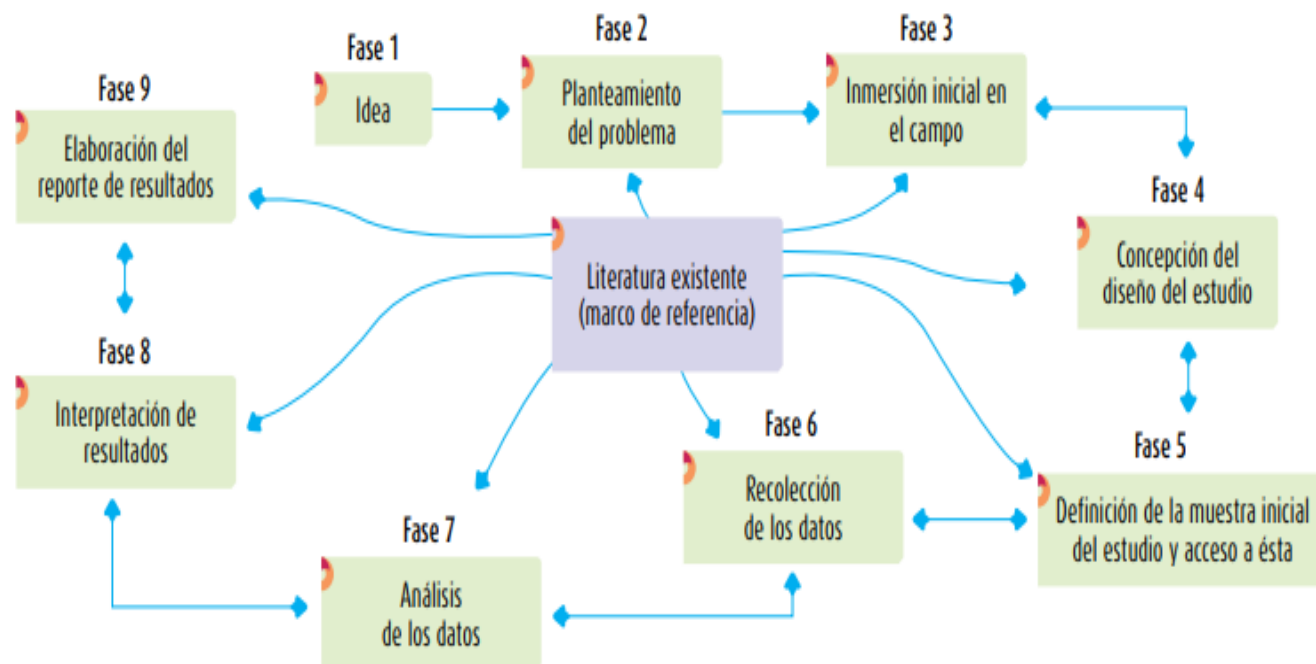 Fase 1
Idea
Fase 2
Planteamiento
del problema
Fase 3
Inmersión inicial en
el campo
Fase 4
Concepción del
diseño del estudio
Fase 5
Definición de la muestra inicial
del estudio y acceso a ésta
Fase 6
Recolección
de los datos
Fase 7
Análisis
de los datos
Fase 8
Interpretación de
resultados
Fase 9
Elaboración del
reporte de resultados
Literatura existente
(marco de referencia)